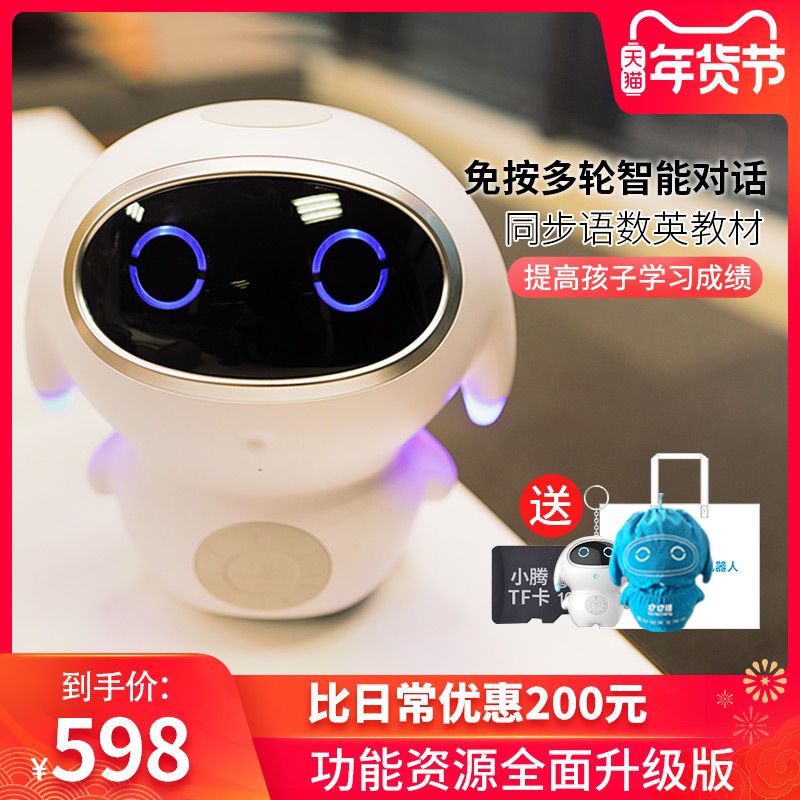 天猫
年货节
免按多轮智能对话
同步语数英教材
提高孩子学习成绩
送
小腾
TF卡
器人
到手价:
¥598
比日常优惠200元
功能资源全面升级版